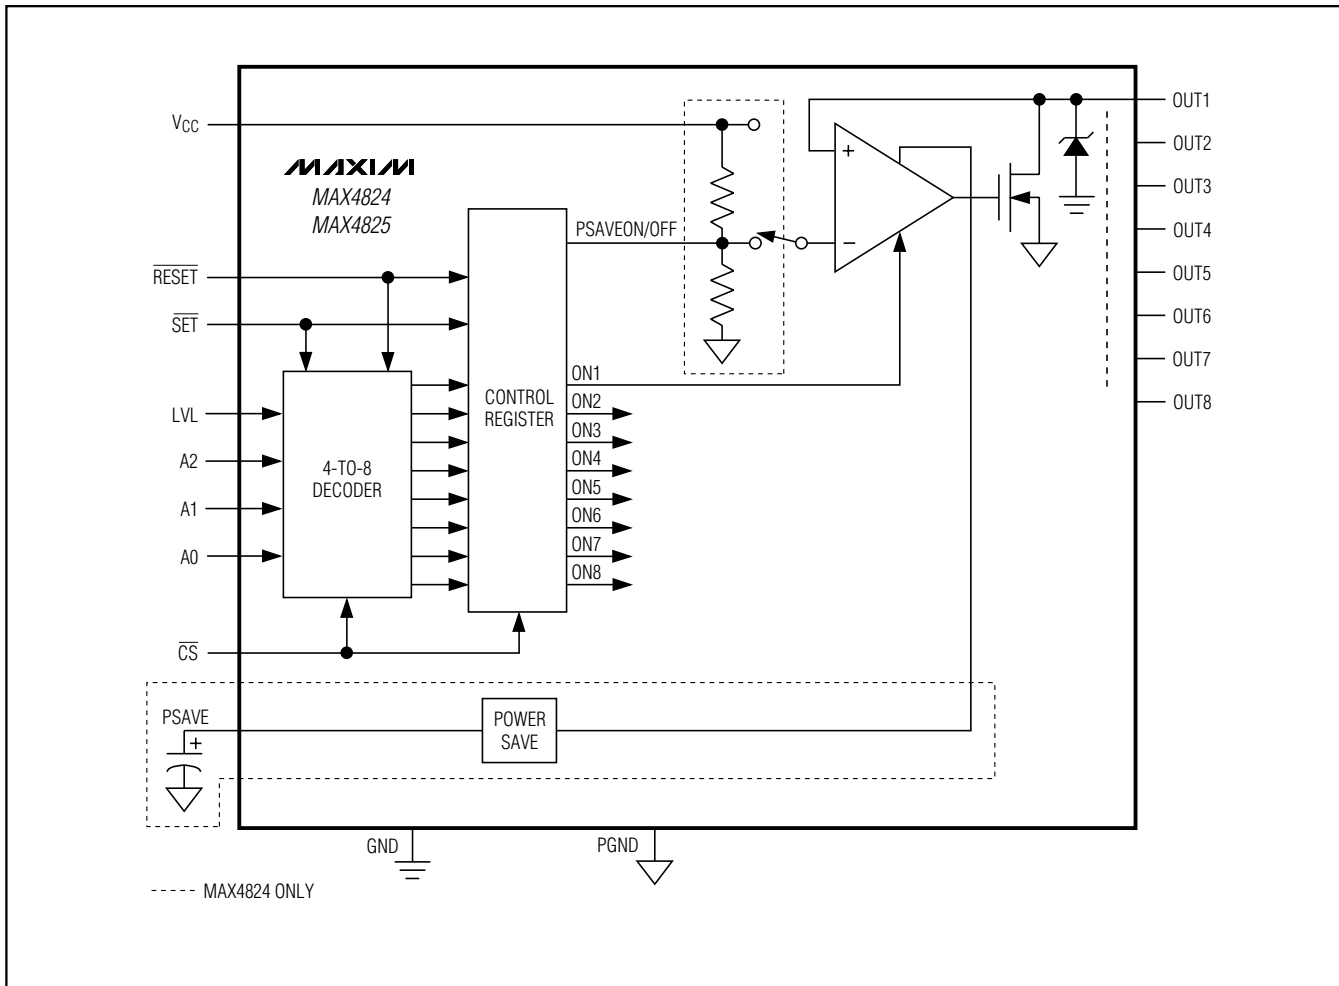 VCC
MAXIM
MAX4824
MAX4825
RESET
SET
LVL
A2
A1
A0
CS
4-TO-8
DECODER
CONTROL
REGISTER
PSAVEON/OFF
ON1
ON2
ON3
ON4
ON5
ON6
ON7
ON8
+
−
OUT1
OUT2
OUT3
OUT4
OUT5
OUT6
OUT7
OUT8
PSAVE
+
POWER
SAVE
GND
PGND
MAX4824 ONLY